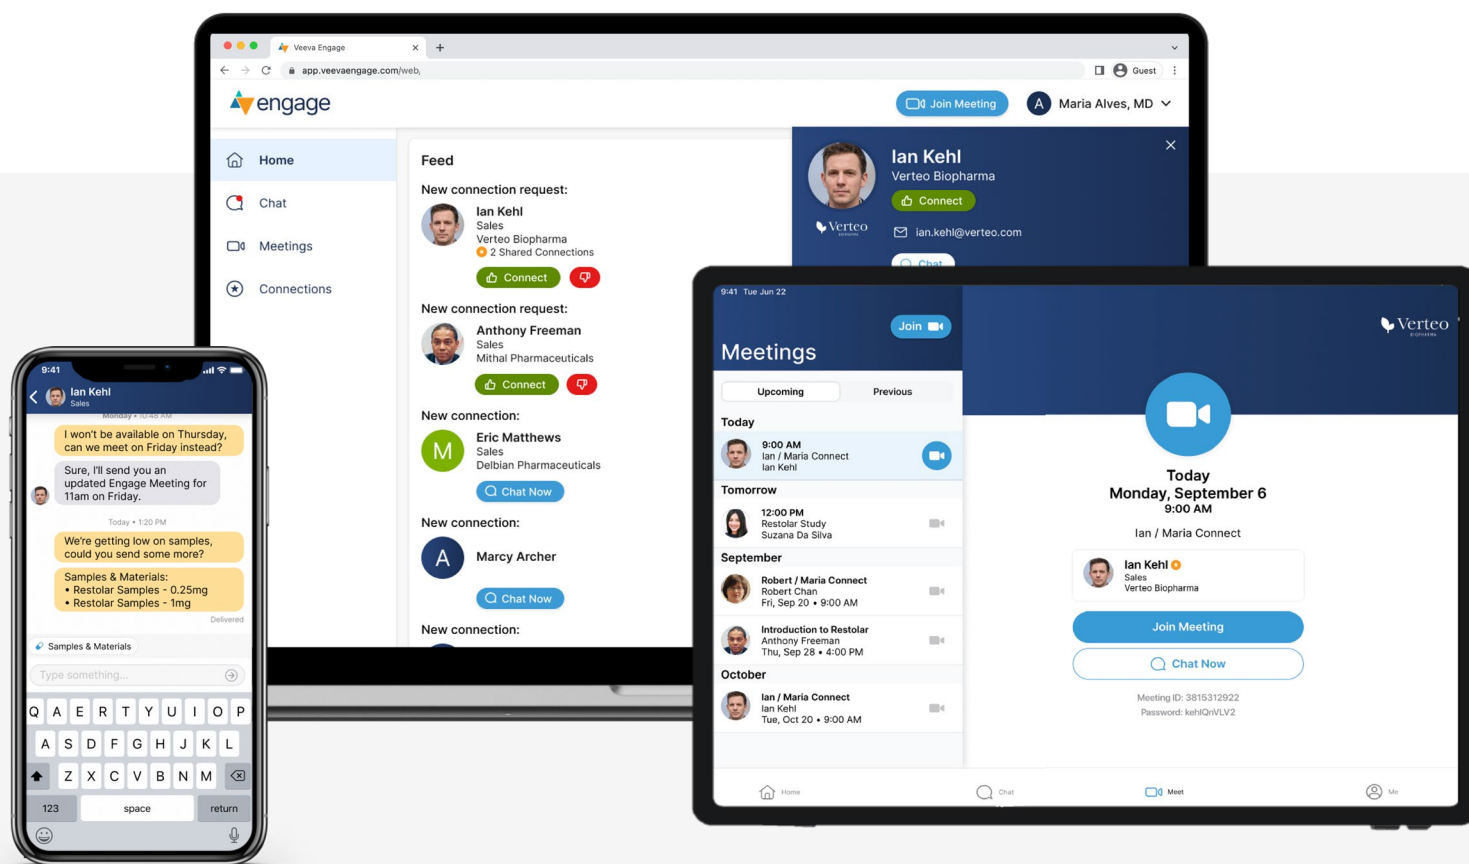 Veeva Engage
app.veevaengage.com/web,
Guest
engage
Join Meeting
A
Maria Alves, MD
Home
Chat
Meetings
Connections
Feed
New connection request:
Ian Kehl
Sales
Verteo Biopharma
2 Shared Connections
Connect
New connection request:
Anthony Freeman
Sales
Mithal Pharmaceuticals
Connect
New connection:
M
Eric Matthews
Sales
Delbian Pharmaceuticals
Chat Now
New connection:
A
Marcy Archer
Chat Now
New connection:
Ian Kehl
Verteo Biopharma
Connect
Verteo
BIOPHARMA
ian.kehl@verteo.com
Chat
9:41
Ian Kehl
Sales
Monday • 10:48 AM
I won't be available on Thursday,
can we meet on Friday instead?
Sure, I'll send you an
updated Engage Meeting for
11am on Friday.
Today • 1:20 PM
We're getting low on samples,
could you send some more?
Samples & Materials:
• Restolar Samples - 0.25mg
• Restolar Samples - 1mg
Delivered
Samples & Materials
Type something...
Q A E R T Y U I O P
A S D F G H J K L
Z X C V B N M
123 space return
9:41 Tue Jun 22
Join
Meetings
Upcoming Previous
Today
9:00 AM
Ian / Maria Connect
Ian Kehl
Tomorrow
12:00 PM
Restolar Study
Suzana Da Silva
September
Robert / Maria Connect
Robert Chan
Fri, Sep 20 • 9:00 AM
Introduction to Restolar
Anthony Freeman
Thu, Sep 28 • 4:00 PM
October
Ian / Maria Connect
Ian Kehl
Tue, Oct 20 • 9:00 AM
Verteo
BIOPHARMA
Today
Monday, September 6
9:00 AM
Ian / Maria Connect
Ian Kehl
Sales
Verteo Biopharma
Join Meeting
Chat Now
Meeting ID: 3815312922
Password: kehlQnVLV2
Home
Chat
Meet
Me